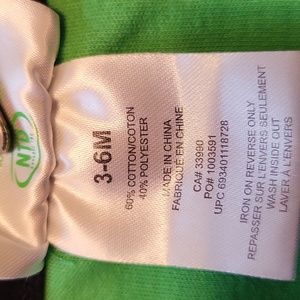 NTD
3-6M
60% COTTON/COTON
40% POLYESTER
MADE IN CHINA
FABRIQUÉ EN CHINE
CA# 33990
PO# 1003591
UPC 693401118728
IRON ON REVERSE ONLY
REPASSER SUR L'ENVERS SEULEMENT
WASH INSIDE OUT
LAVER À L'ENVERS